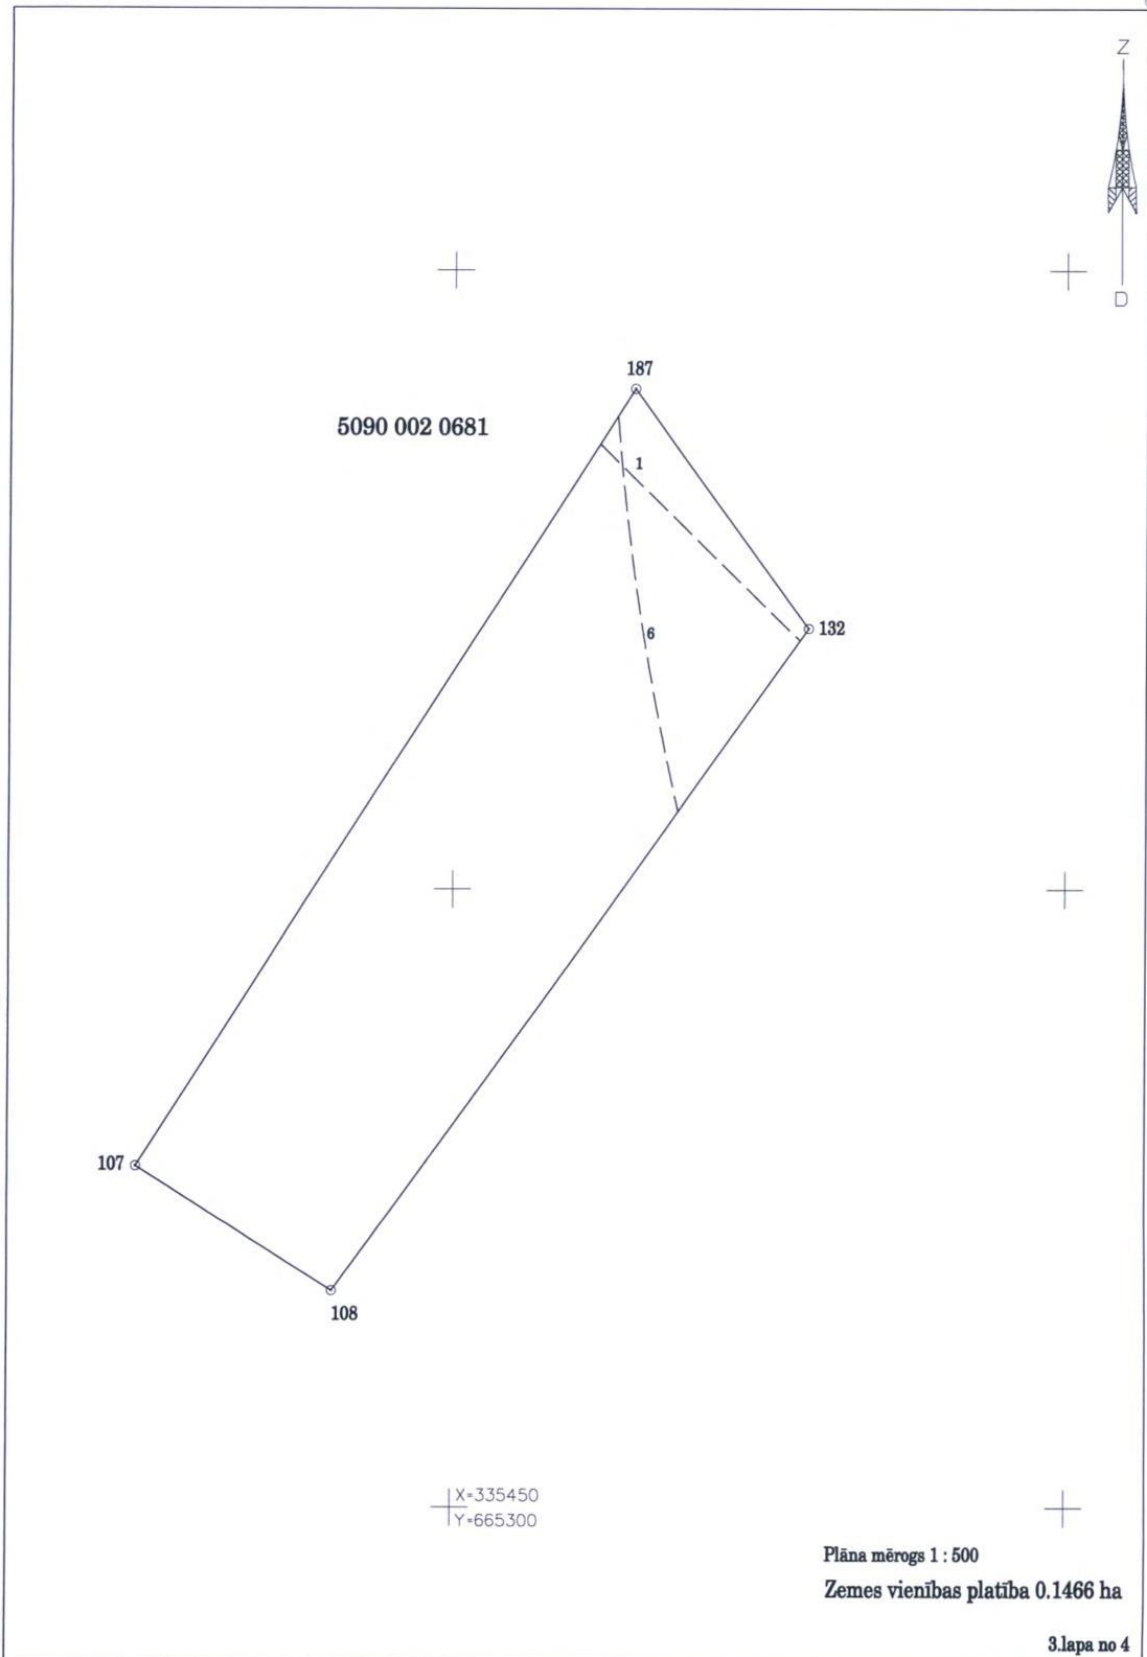 Z
D
187
5090 002 0681
1
132
6
107
108
X=335450
Y=665300
Plāna mērogs 1 : 500
Zemes vienības platība 0.1466 ha
3.lapa no 4